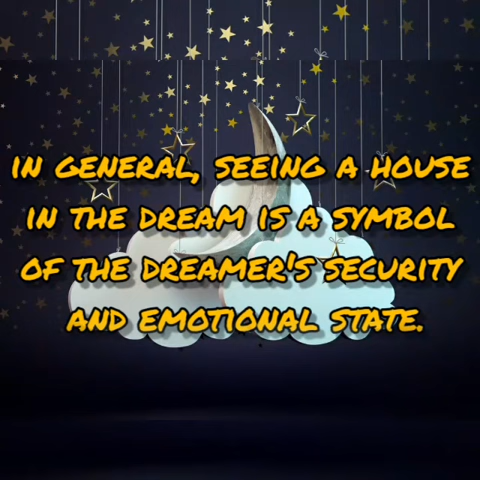 IN GENERAL, SEEING A HOUSE
IN THE DREAM IS A SYMBOL
OF THE DREAMER'S SECURITY
AND EMOTIONAL STATE.